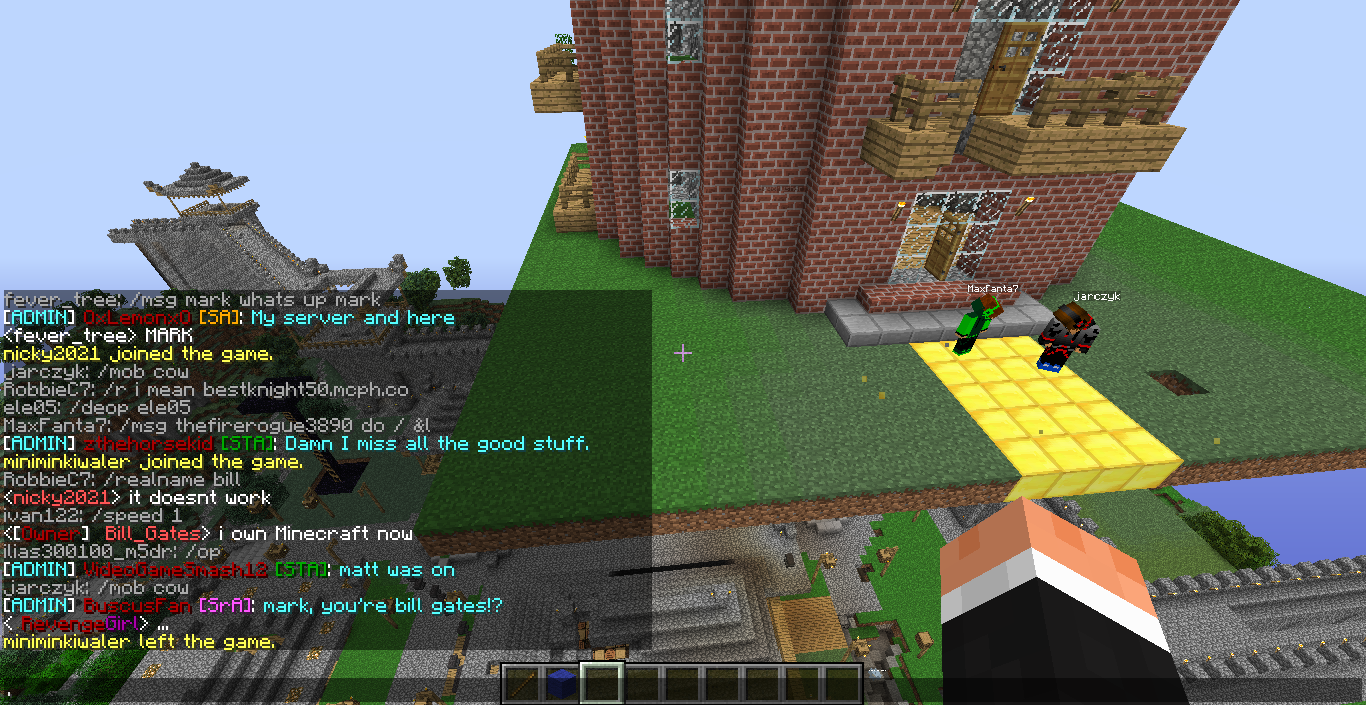 MaxFanta7
jarczyk
fever_tree: /msg mark whats up mark
[ADMIN] OxLemonxO [SA]: My server and here
<fever_tree> MARK
nicky2021 joined the game.
jarczyk: /mob cow
RobbieC7: /r i mean bestknight50.mcph.co
ele05: /deop ele05
MaxFanta7: /msg thefirerogue3890 do / &l
[ADMIN] zthehorsekid [STA]: Damn I miss all the good stuff.
miniminkiwaler joined the game.
RobbieC7: /realname bill
<nicky2021> it doesnt work
ivan122: /speed 1
<[Owner] Bill_Gates> i own Minecraft now
ilias300100_m5dr: /op
[ADMIN] VideoGameSmash12 [STA]: matt was on
jarczyk: /mob cow
[ADMIN] BuscusFan [SrA]: mark, you're bill gates!?
< RevengeGirl> ...
miniminkiwaler left the game.